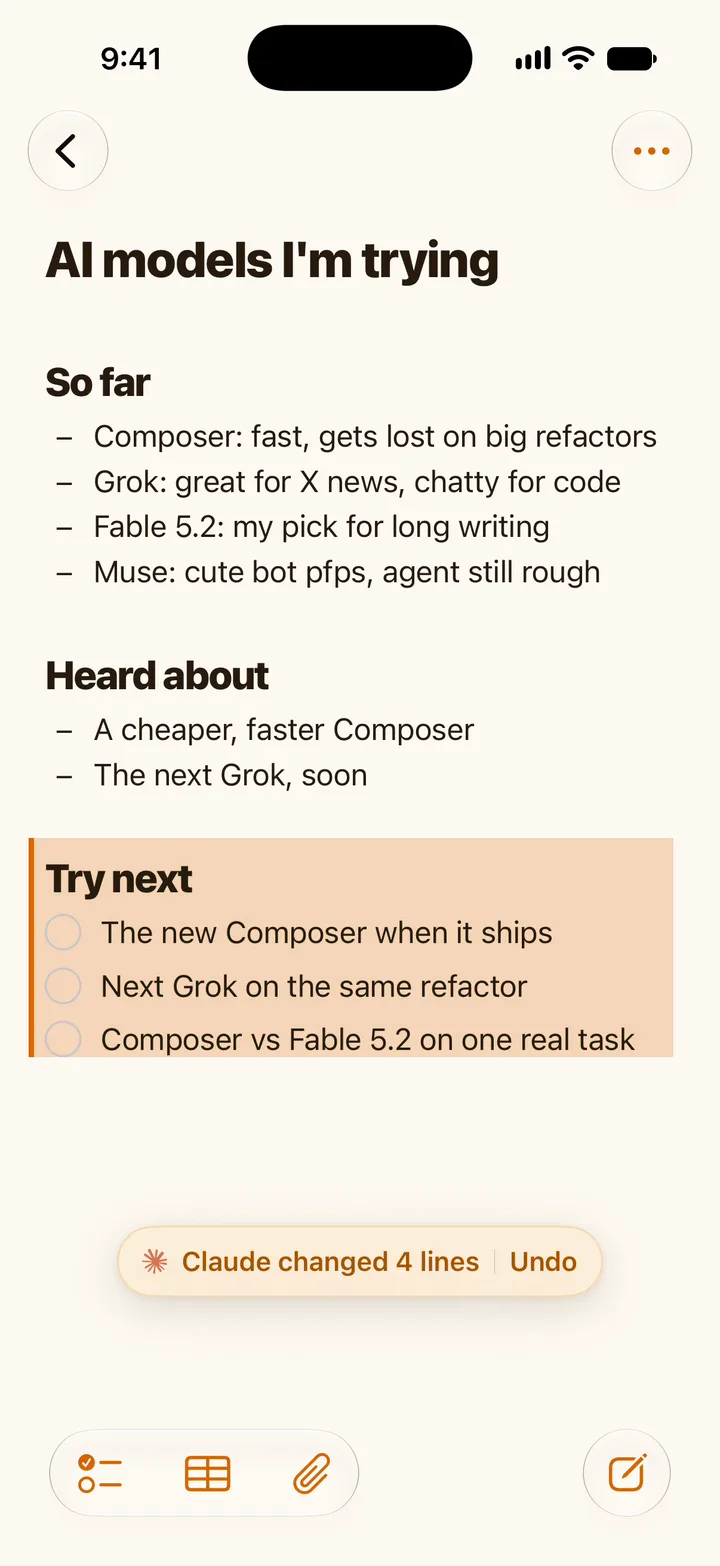 9:41
AI models I'm trying
So far
– Composer: fast, gets lost on big refactors
– Grok: great for X news, chatty for code
– Fable 5.2: my pick for long writing
– Muse: cute bot pfps, agent still rough
Heard about
– A cheaper, faster Composer
– The next Grok, soon
Try next
The new Composer when it ships
Next Grok on the same refactor
Composer vs Fable 5.2 on one real task
Claude changed 4 lines Undo